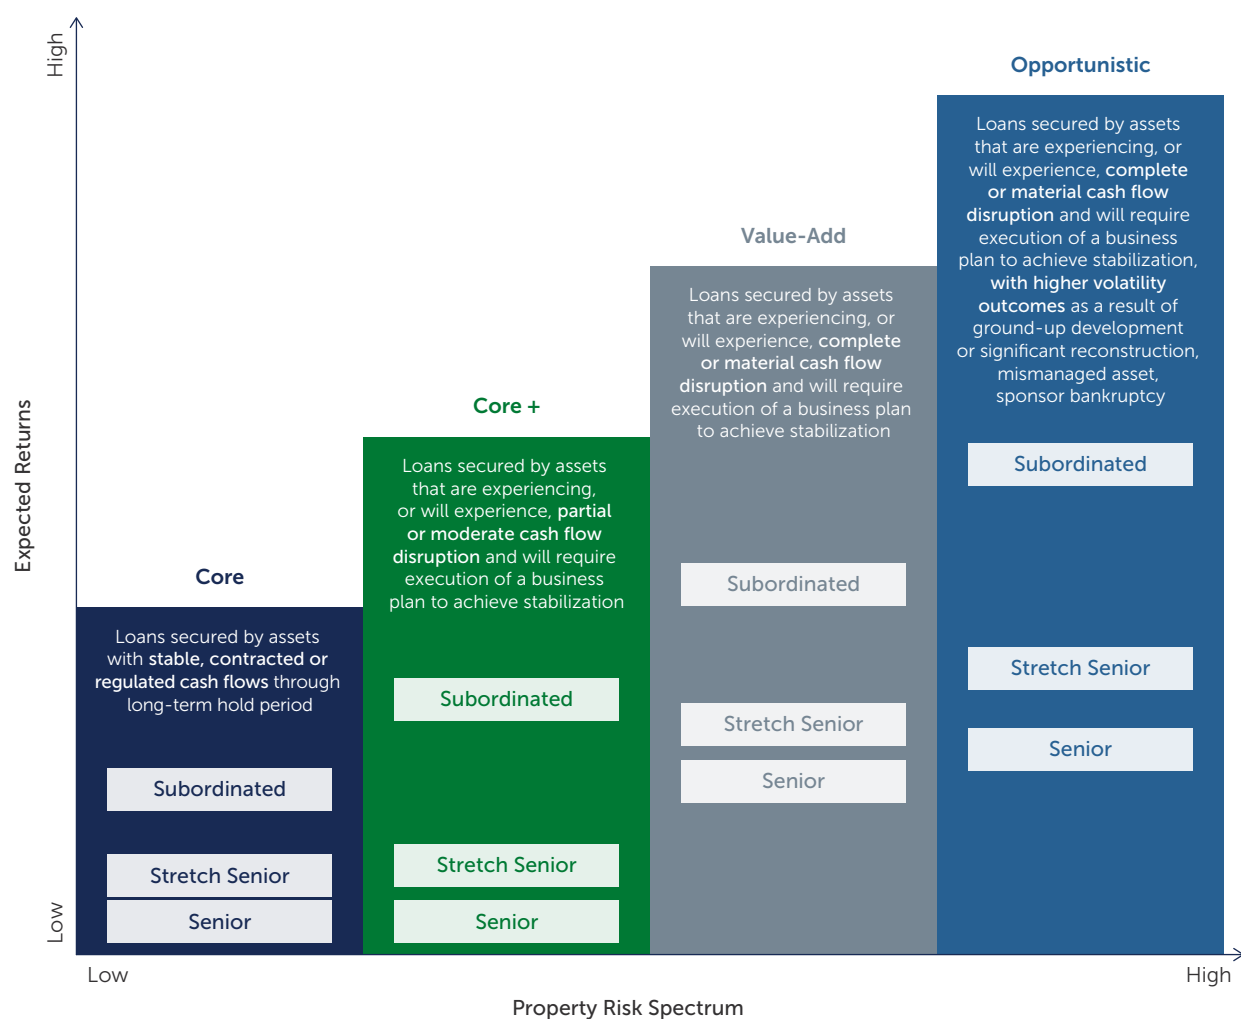 High
Expected Returns
Low
Core
Loans secured by assets
with stable, contracted or
regulated cash flows through
long-term hold period
Subordinated
Stretch Senior
Senior
Core +
Loans secured by assets
that are experiencing,
or will experience, partial
or moderate cash flow
disruption and will require
execution of a business
plan to achieve stabilization
Subordinated
Stretch Senior
Senior
Value-Add
Loans secured by assets
that are experiencing, or
will experience, complete
or material cash flow
disruption and will require
execution of a business plan
to achieve stabilization
Subordinated
Stretch Senior
Senior
Opportunistic
Loans secured by assets
that are experiencing, or
will experience, complete
or material cash flow
disruption and will require
execution of a business
plan to achieve stabilization,
with higher volatility
outcomes as a result of
ground-up development
or significant reconstruction,
mismanaged asset,
sponsor bankruptcy
Subordinated
Stretch Senior
Senior
Low
High
Property Risk Spectrum